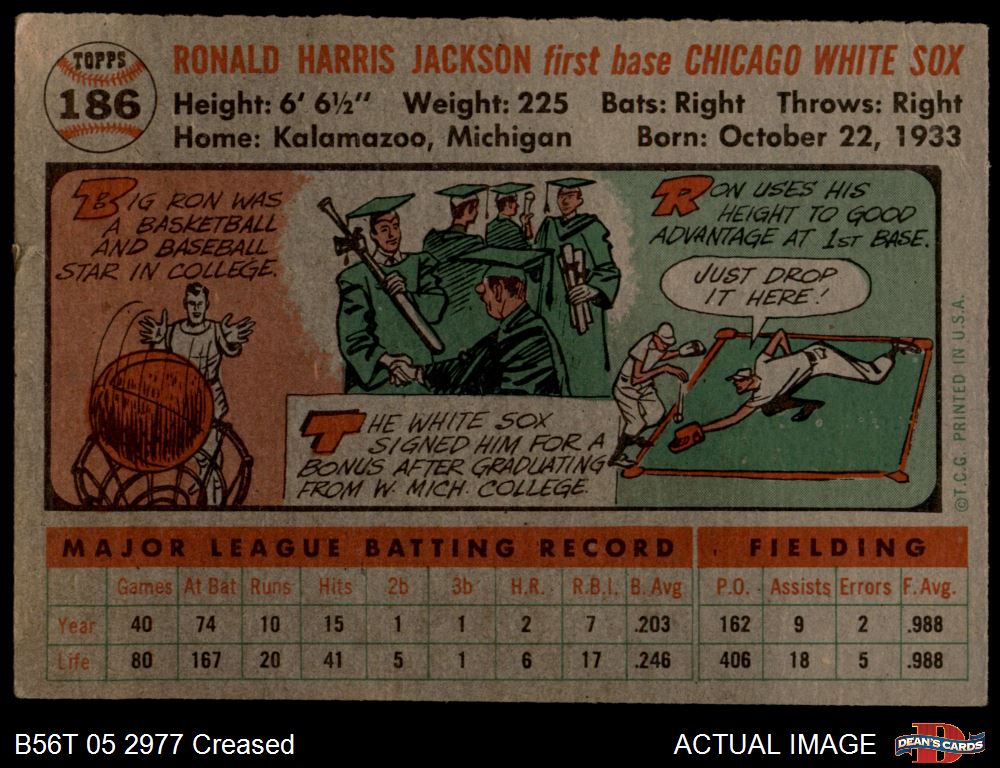 TOPPS
186
RONALD HARRIS JACKSON first base CHICAGO WHITE SOX
Height: 6' 6½" Weight: 225 Bats: Right Throws: Right
Home: Kalamazoo, Michigan Born: October 22, 1933
BIG RON WAS
A BASKETBALL
AND BASEBALL
STAR IN COLLEGE.
THE WHITE SOX
SIGNED HIM FOR A
BONUS AFTER GRADUATING
FROM W. MICH. COLLEGE.
RON USES HIS
HEIGHT TO GOOD
ADVANTAGE AT 1ST BASE.
JUST DROP
IT HERE!
©T.C.G. PRINTED IN U.S.A.
MAJOR LEAGUE BATTING RECORD FIELDING
Games At Bat Runs Hits 2b 3b H.R. R.B.I. B. Avg P.O. Assists Errors F. Avg.
Year 40 74 10 15 1 1 2 7 .203 162 9 2 .988
Life 80 167 20 41 5 1 6 17 .246 406 18 5 .988
B56T 05 2977 Creased
ACTUAL IMAGE
D
DEAN'S CARDS